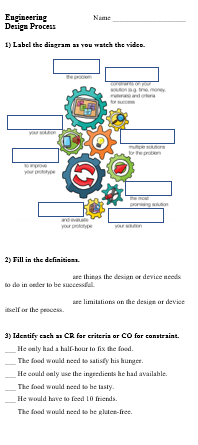 Engineering
Design Process
Name
1) Label the diagram as you watch the video.
the problem
constraints on your
solution (e.g. time, money,
materials) and criteria
for success
your solution
multiple solutions
for the problem
to improve
your prototype
the most
promising solution
and evaluate
your prototype
your solution
2) Fill in the definitions.
are things the design or device needs
to do in order to be successful.
are limitations on the design or device
itself or the process.
3) Identify each as CR for criteria or CO for constraint.
___ He only had a half-hour to fix the food.
___ The food would need to satisfy his hunger.
___ He could only use the ingredients he had available.
___ The food would need to be tasty.
___ He would have to feed 10 friends.
The food would need to be gluten-free.